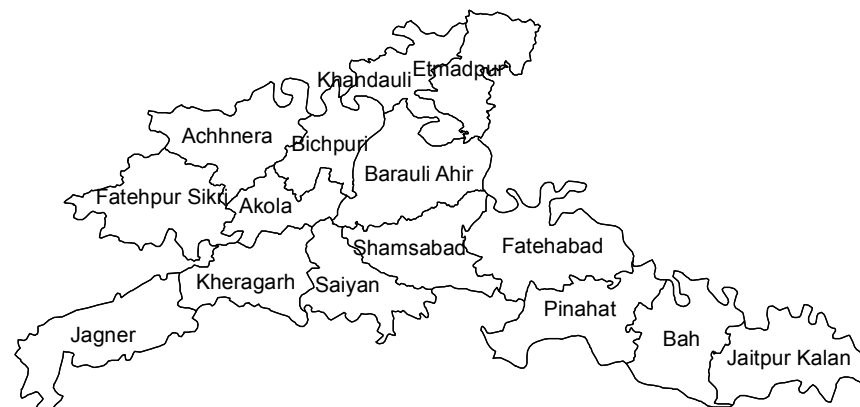 Etmadpur
Khandauli
Achhnera
Bichpuri
Barauli Ahir
Fatehpur Sikri
Akola
Shamsabad
Fatehabad
Kheragarh
Saiyan
Pinahat
Jagner
Bah
Jaitpur Kalan